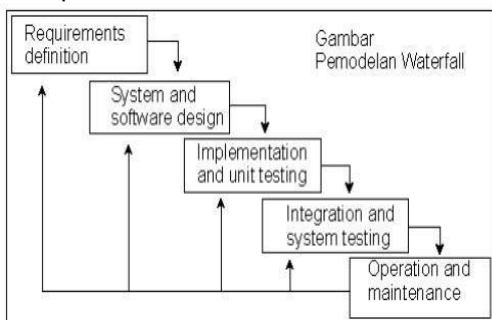 Requirements
definition
Gambar
Pemodelan Waterfall
System and
software design
Implementation
and unit testing
Integration and
system testing
Operation and
maintenance